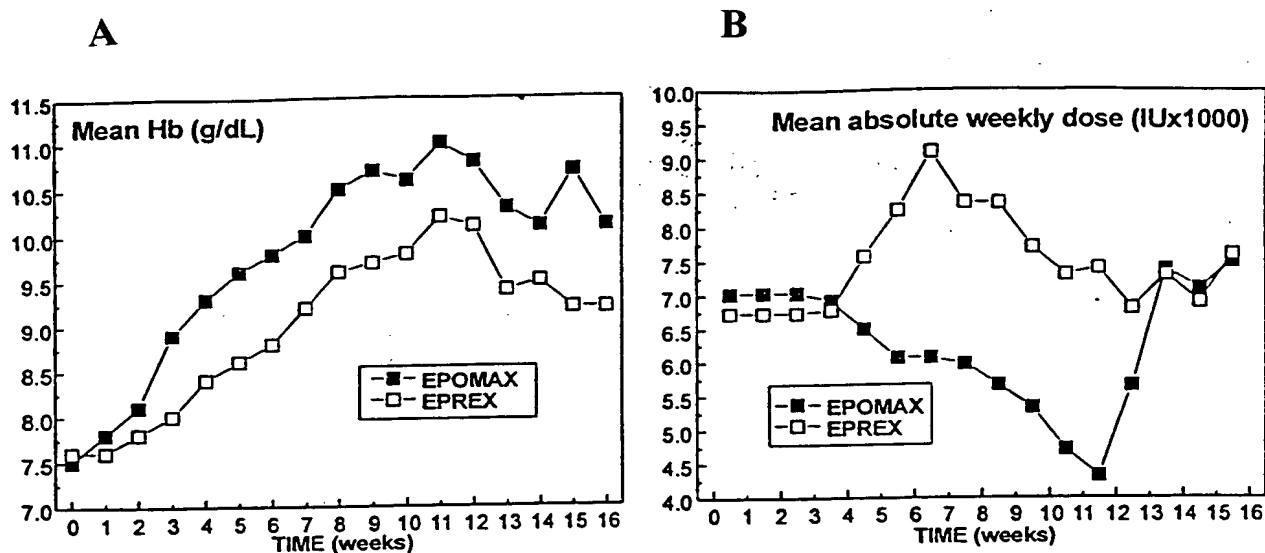 A
B
Mean Hb (g/dL)
11.5
11.0
10.5
10.0
9.5
9.0
8.5
8.0
7.5
7.0
EPOMAX
EPREX
0 1 2 3 4 5 6 7 8 9 10 11 12 13 14 15 16
TIME (weeks)
Mean absolute weekly dose (IUx1000)
10.0
9.5
9.0
8.5
8.0
7.5
7.0
6.5
6.0
5.5
5.0
4.5
4.0
EPOMAX
EPREX
0 1 2 3 4 5 6 7 8 9 10 11 12 13 14 15 16
TIME (weeks)